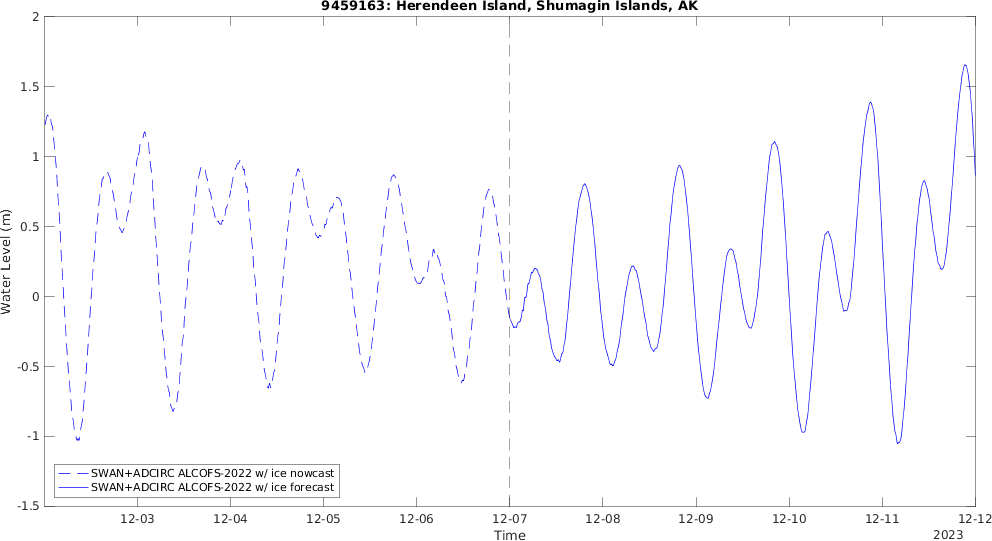 9459163: Herendeen Island, Shumagin Islands, AK
2
1.5
1
0.5
0
-0.5
-1
-1.5
Water Level (m)
SWAN+ADCIRC ALCOFS-2022 w/ ice nowcast
SWAN+ADCIRC ALCOFS-2022 w/ ice forecast
12-03 12-04 12-05 12-06 12-07 12-08 12-09 12-10 12-11 12-12
Time
2023